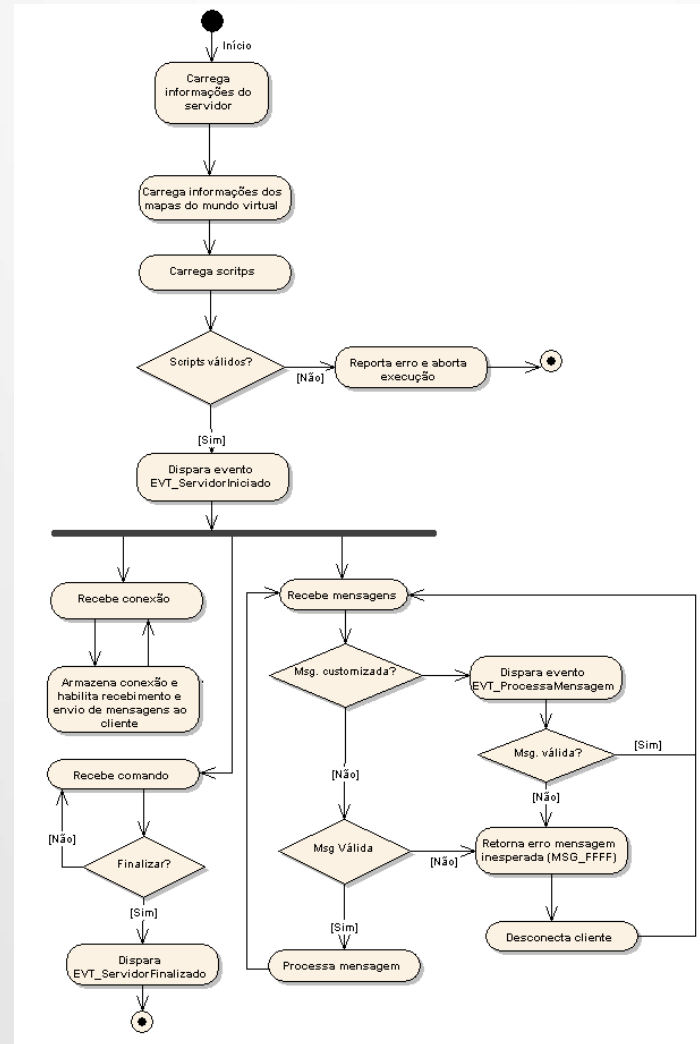 Início
Carrega
informações do
servidor
Carrega informações dos
mapas do mundo virtual
Carrega scritps
Scripts válidos?
[Não]
Reporta erro e aborta
execução
[Sim]
Dispara evento
EVT_ServidorIniciado
Recebe conexão
Armazena conexão e
habilita recebimento e
envio de mensagens ao
cliente
Recebe comando
[Não]
Finalizar?
[Sim]
Dispara
EVT_ServidorFinalizado
Recebe mensagens
Msg. customizada?
Dispara evento
EVT_ProcessaMensagem
Msg. válida?
[Sim]
[Não]
[Não]
Msg Válida
[Não]
Retorna erro mensagem
inesperada (MSG_FFFF)
[Sim]
Desconecta cliente
Processa mensagem